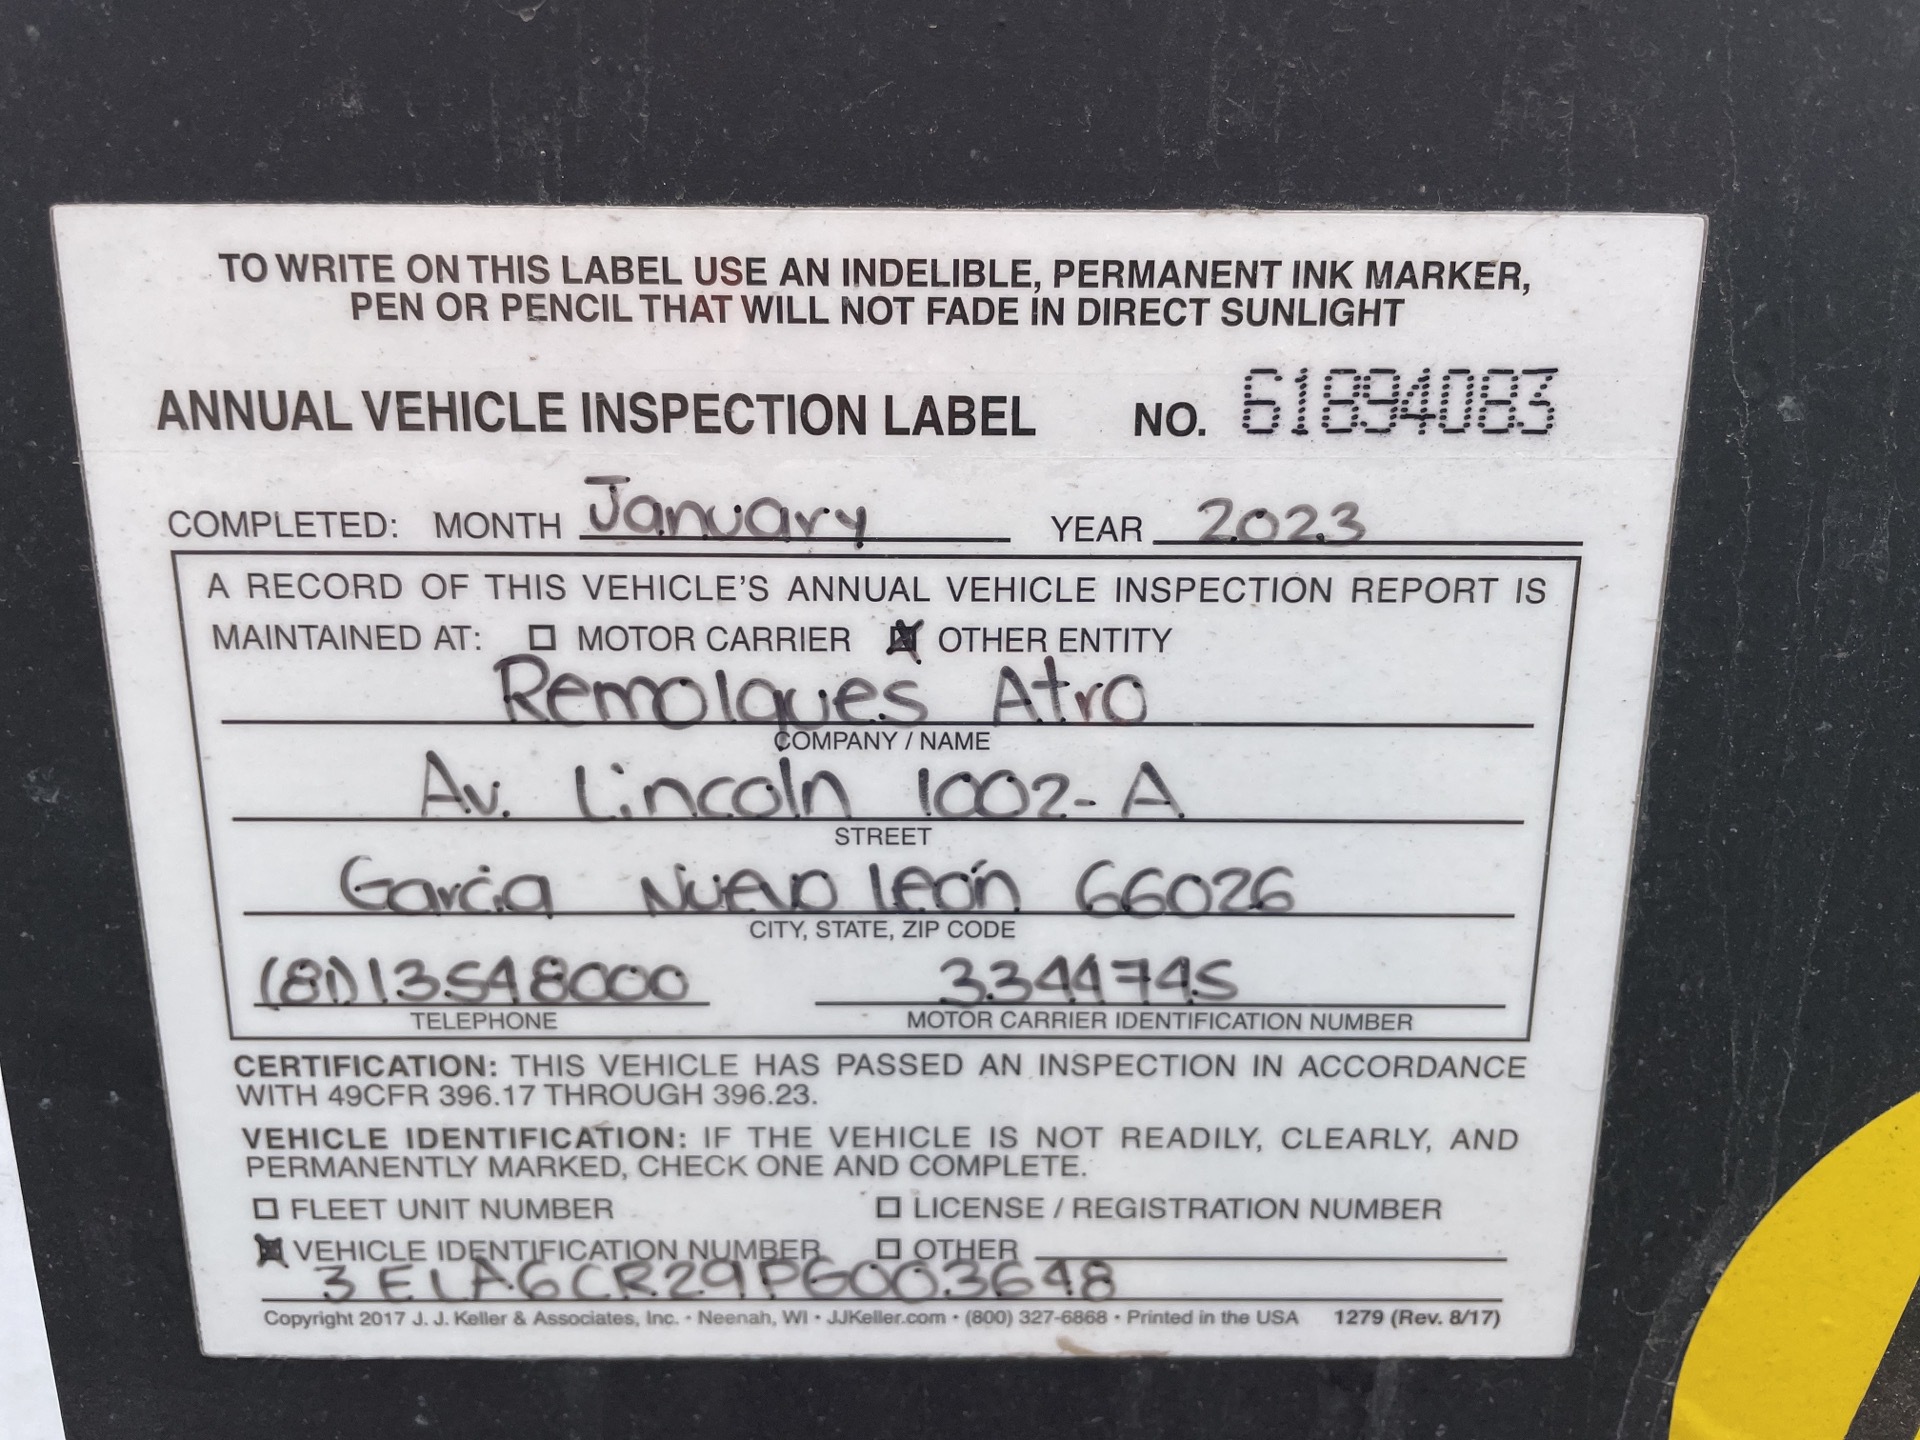 TO WRITE ON THIS LABEL USE AN INDELIBLE, PERMANENT INK MARKER,
PEN OR PENCIL THAT WILL NOT FADE IN DIRECT SUNLIGHT
ANNUAL VEHICLE INSPECTION LABEL NO. 61894083
COMPLETED: MONTH January YEAR 2023
A RECORD OF THIS VEHICLE'S ANNUAL VEHICLE INSPECTION REPORT IS
MAINTAINED AT: ☐ MOTOR CARRIER ☒ OTHER ENTITY
Remolques Atro
COMPANY / NAME
Av. Lincoln 1002-A
STREET
Garcia Nuevo león 66026
CITY, STATE, ZIP CODE
(81)13548000 3344745
TELEPHONE MOTOR CARRIER IDENTIFICATION NUMBER
CERTIFICATION: THIS VEHICLE HAS PASSED AN INSPECTION IN ACCORDANCE
WITH 49CFR 396.17 THROUGH 396.23.
VEHICLE IDENTIFICATION: IF THE VEHICLE IS NOT READILY, CLEARLY, AND
PERMANENTLY MARKED, CHECK ONE AND COMPLETE.
☐ FLEET UNIT NUMBER ☐ LICENSE / REGISTRATION NUMBER
☒ VEHICLE IDENTIFICATION NUMBER ☐ OTHER
3ELA6CR29PG003648
Copyright 2017 J. J. Keller & Associates, Inc. • Neenah, WI • JJKeller.com • (800) 327-6868 • Printed in the USA 1279 (Rev. 8/17)